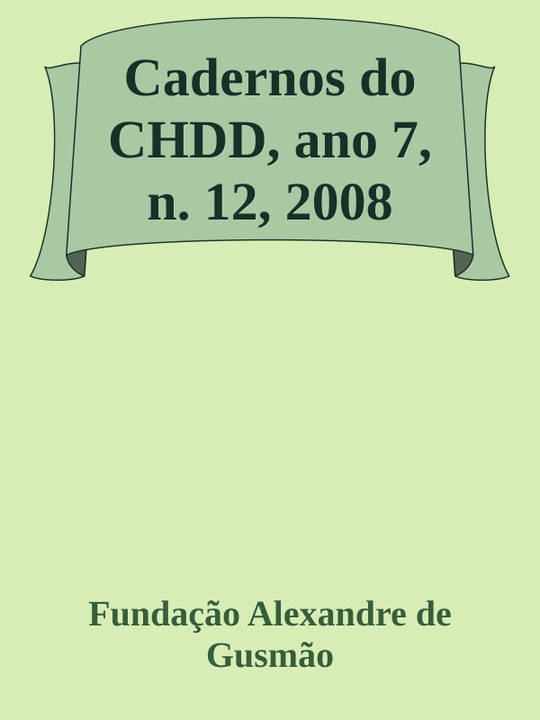 Cadernos do
CHDD, ano 7,
n. 12, 2008
Fundação Alexandre de
Gusmão